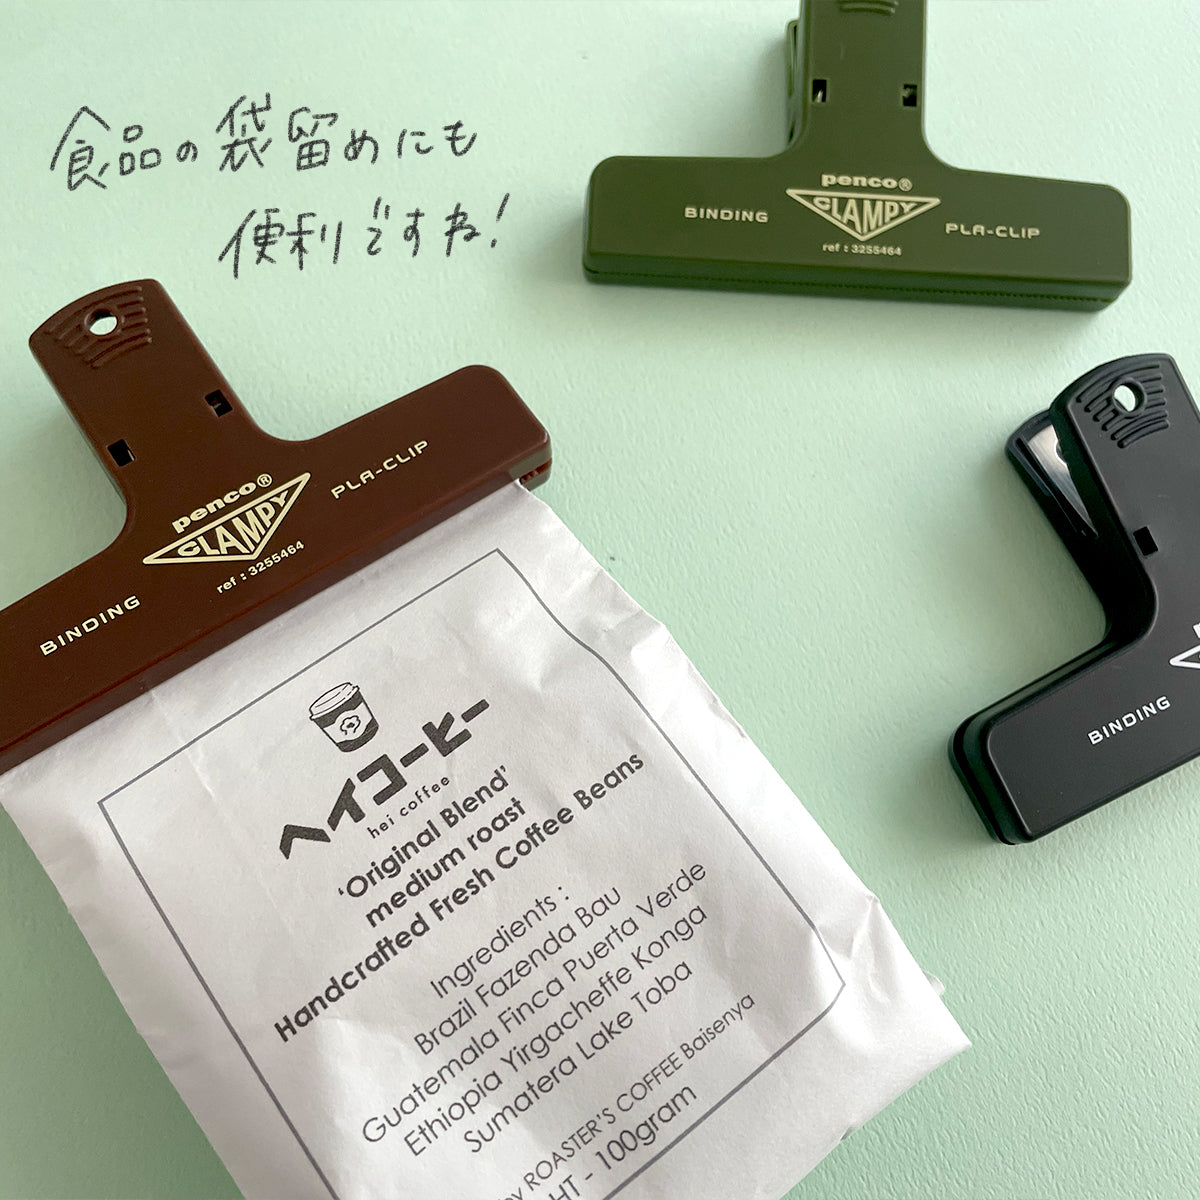 食品の袋留めにも
便利ですね!
penco®
CLAMPY
BINDING
PLA-CLIP
ref : 3255464
penco®
CLAMPY
PLA-CLIP
BINDING
ref : 3255464
BINDING
ヘイコーヒー
hei coffee
'Original Blend'
medium roast
Handcrafted Fresh Coffee Beans
Ingredients :
Brazil Fazenda Bau
Guatemala Finca Puerta Verde
Ethiopia Yirgacheffe Konga
Sumatera Lake Toba
by ROASTER'S COFFEE Baisenya
- 100gram